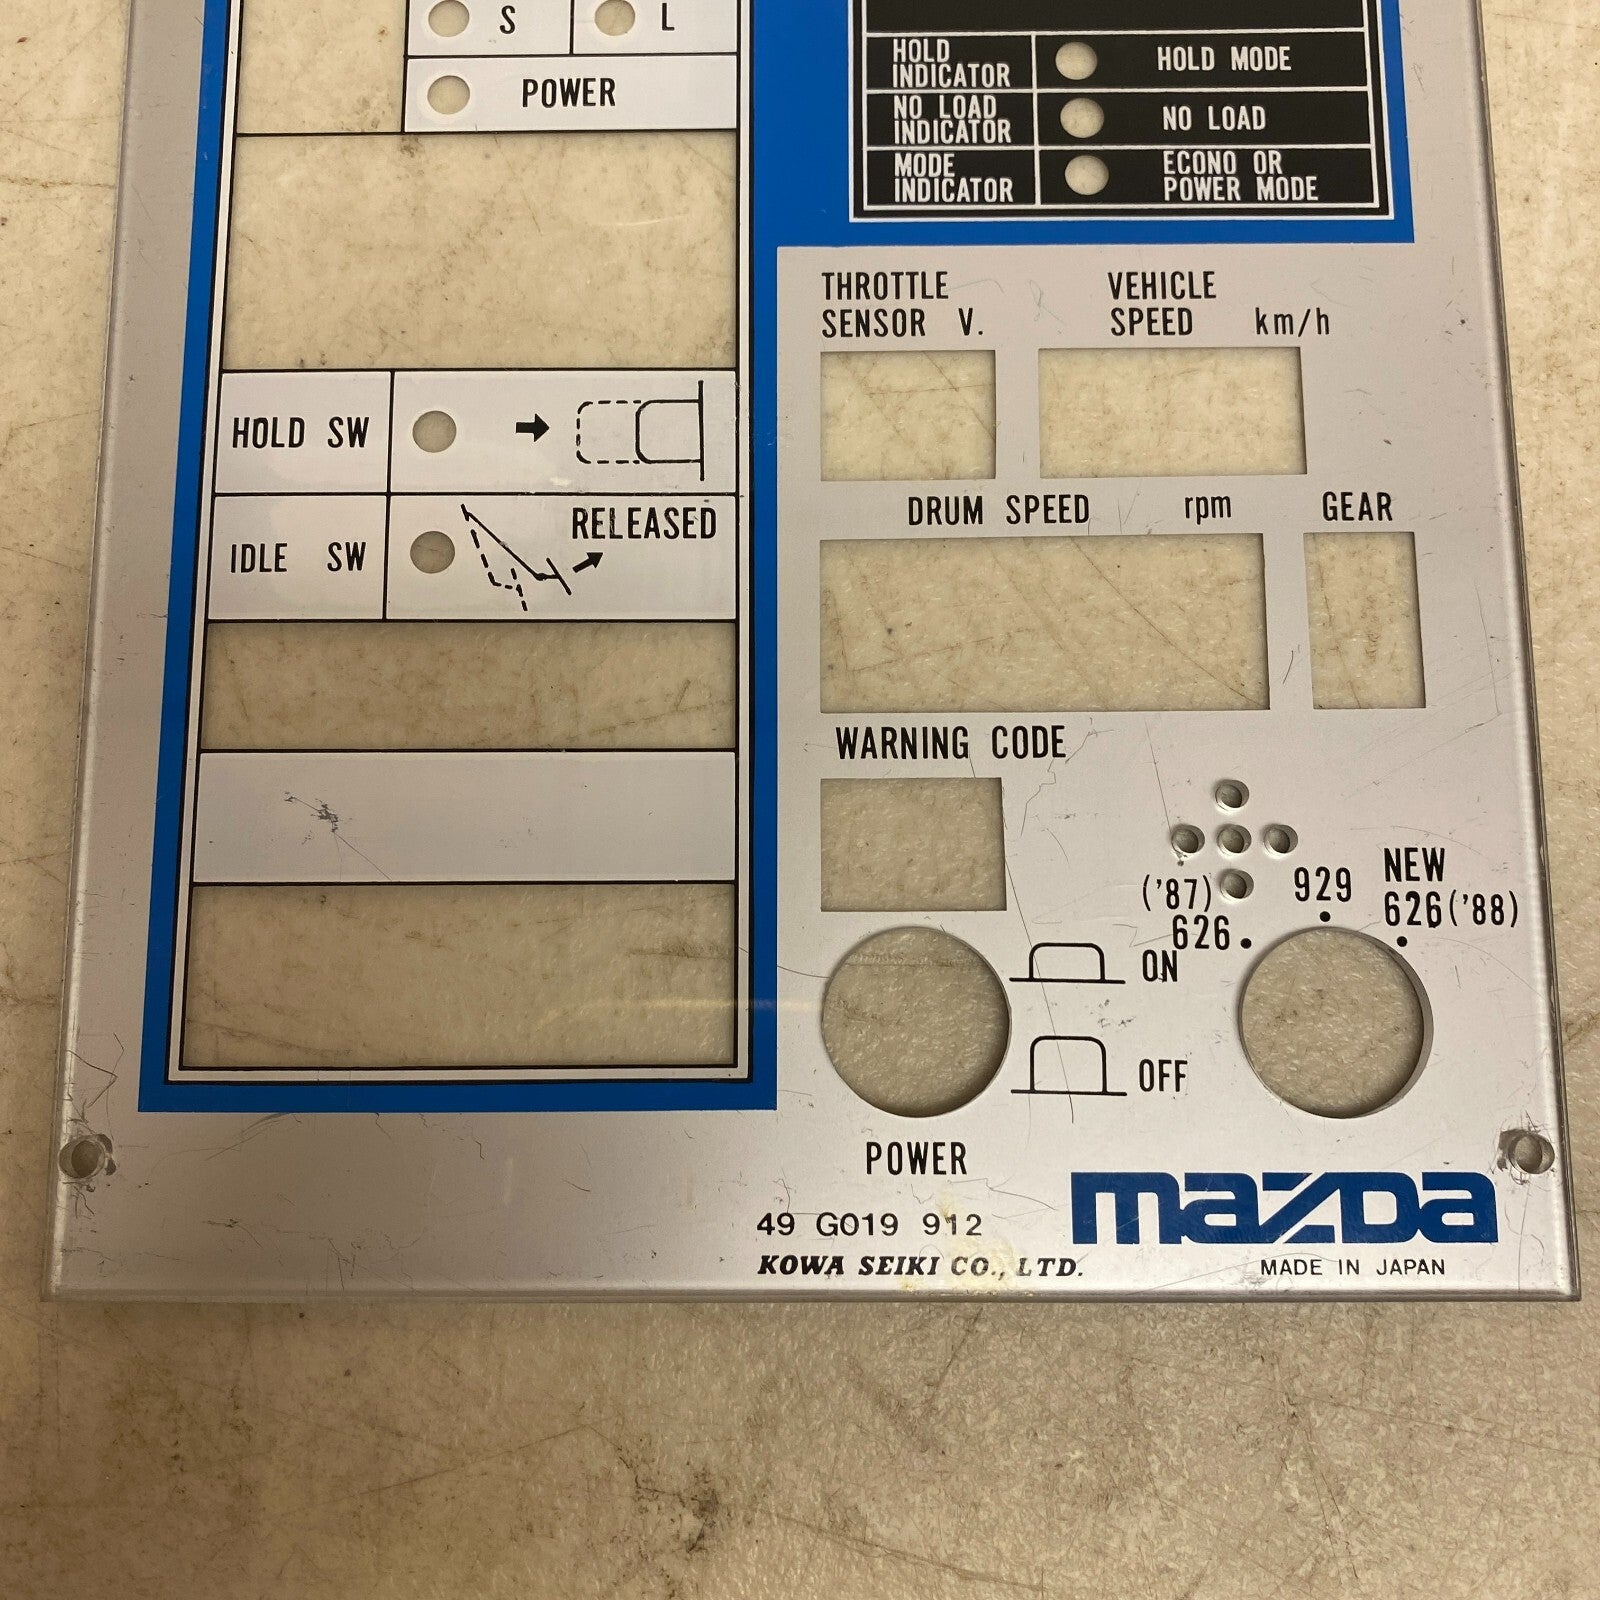 S
L
POWER
HOLD INDICATOR
HOLD MODE
NO LOAD INDICATOR
NO LOAD
MODE INDICATOR
ECONO OR
POWER MODE
HOLD SW
IDLE SW
RELEASED
THROTTLE
SENSOR V.
VEHICLE
SPEED km/h
DRUM SPEED rpm
GEAR
WARNING CODE
('87)
626
929
NEW
626('88)
ON
OFF
POWER
49 G019 912
KOWA SEIKI CO., LTD.
mazda
MADE IN JAPAN